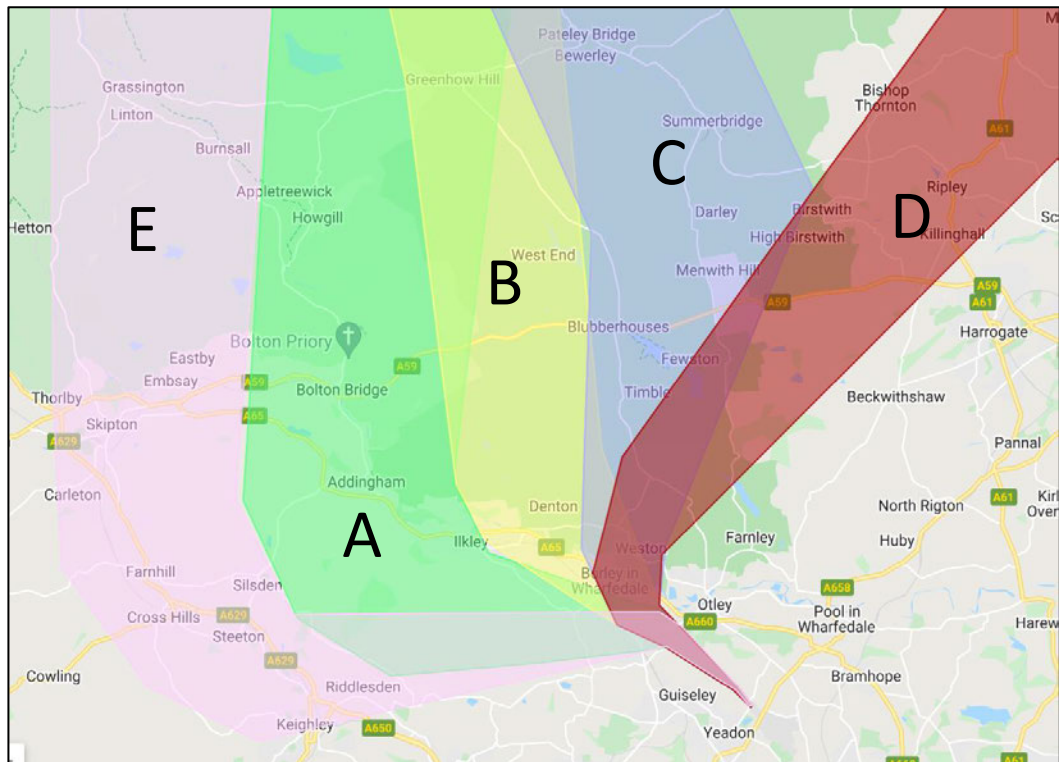 Pateley Bridge
Bewerley
M
Grassington
Greenhow Hill
Bishop
Thornton
Linton
Summerbridge
A61
Burnsall
C
Appletreewick
Ripley
Howgill
Darley
Birstwith
D
Hetton
E
High Birstwith
Killinghall
Sc
West End
Menwith Hill
B
A59
A59
A61
Blubberhouses
Harrogate
Bolton Priory
Eastby
Fewston
A59
Embsay
A59
Bolton Bridge
Timble
Thorlby
Beckwithshaw
A65
Skipton
A629
Pannal
Addingham
Carleton
A61
Kirk
Oven
Denton
North Rigton
A
Ilkley
A65
Weston
Farnley
Huby
Farnhill
Burley in
Wharfedale
Silsden
A658
Otley
Cross Hills
A629
A660
Pool in
Wharfedale
Harew
Steeton
A629
Cowling
Bramhope
Riddlesden
Guiseley
Keighley
A650
Yeadon
A61